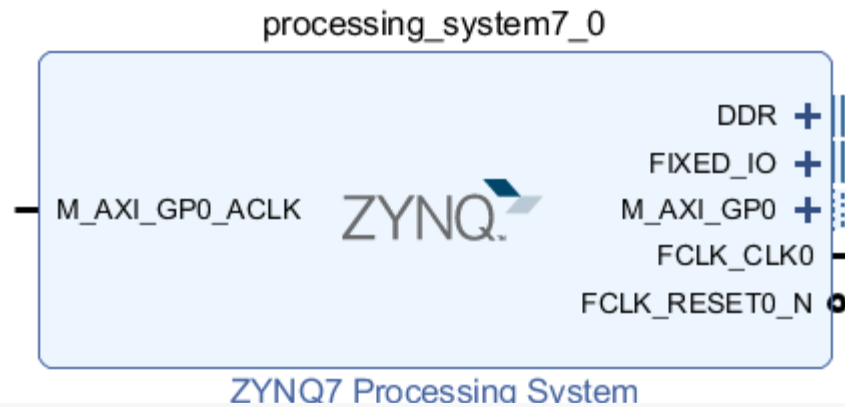 processing_system7_0
DDR
FIXED_IO
M_AXI_GP0_ACLK
ZYNQ
M_AXI_GP0
FCLK_CLK0
FCLK_RESET0_N
ZYNQ7 Processing System